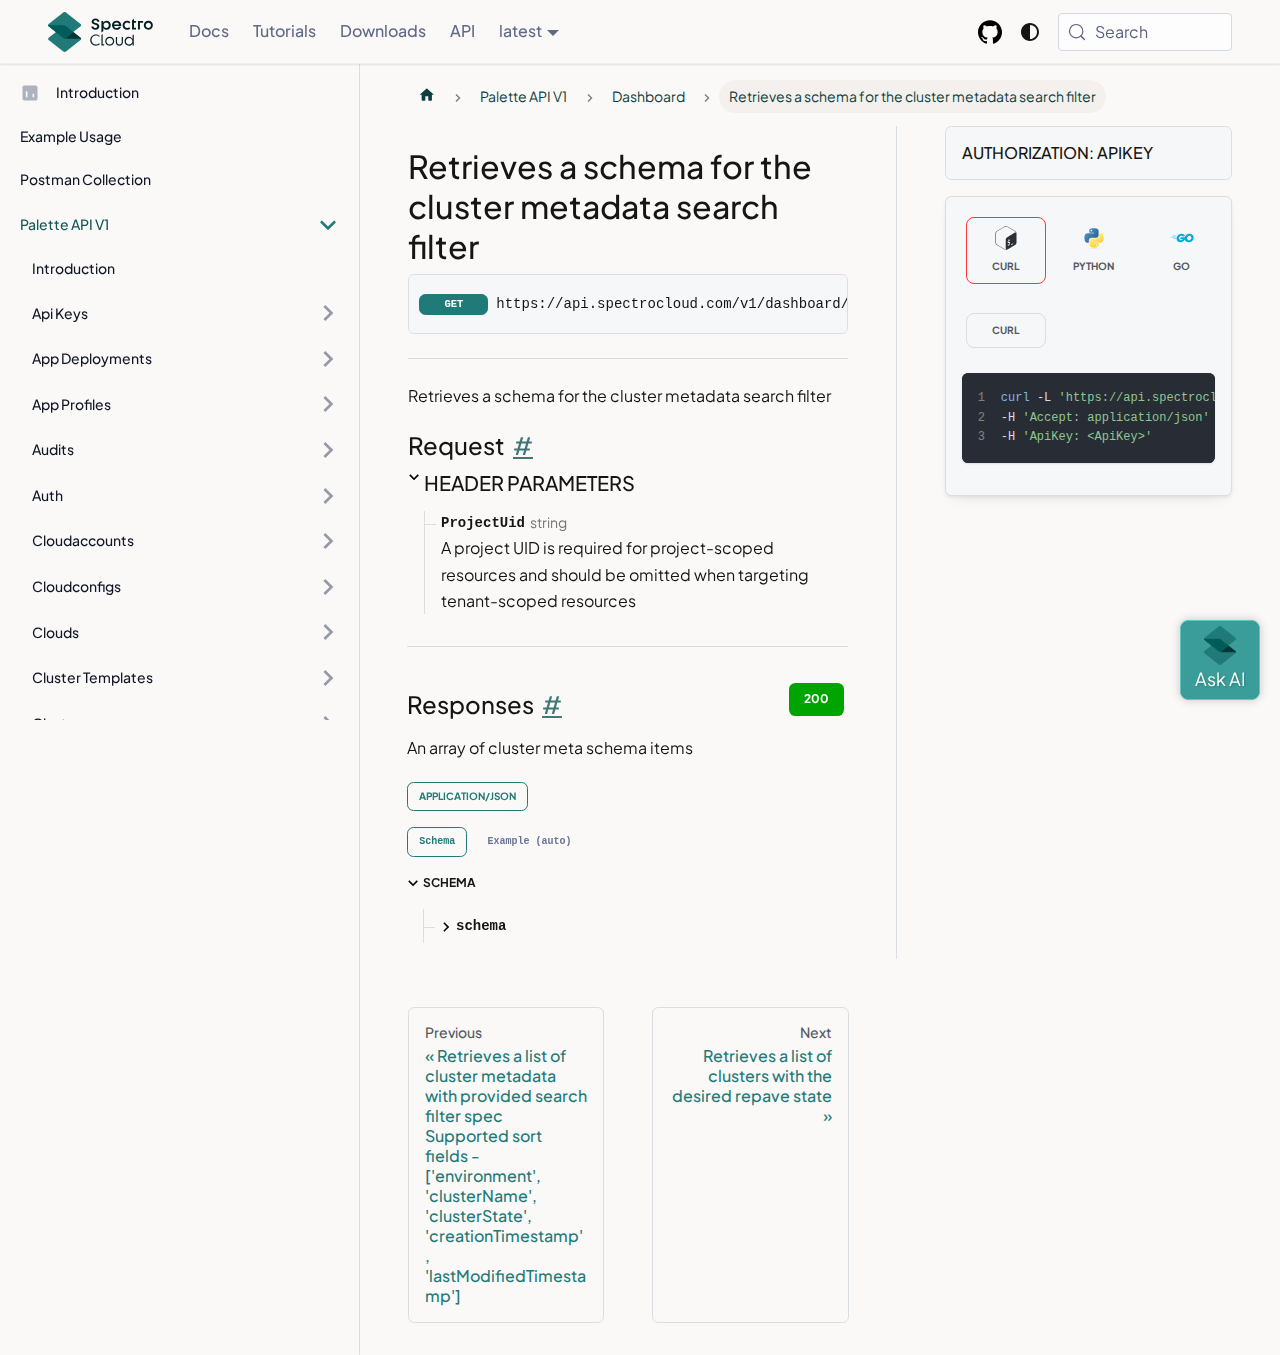 Spectro Cloud
Docs
Tutorials
Downloads
API
latest
Search
Introduction
Example Usage
Postman Collection
Palette API V1
Introduction
Api Keys
App Deployments
App Profiles
Audits
Auth
Cloudaccounts
Cloudconfigs
Clouds
Cluster Templates
Palette API V1
Dashboard
Retrieves a schema for the cluster metadata search filter
Retrieves a schema for the
cluster metadata search
filter
GET https://api.spectrocloud.com/v1/dashboard/
Retrieves a schema for the cluster metadata search filter
Request #
HEADER PARAMETERS
ProjectUid string
A project UID is required for project-scoped
resources and should be omitted when targeting
tenant-scoped resources
Responses #
200
An array of cluster meta schema items
APPLICATION/JSON
Schema
Example (auto)
SCHEMA
schema
AUTHORIZATION: APIKEY
CURL
PYTHON
GO
CURL
1 curl -L 'https://api.spectrocl
2 -H 'Accept: application/json'
3 -H 'ApiKey: <ApiKey>'
Ask AI
Previous
« Retrieves a list of
cluster metadata
with provided search
filter spec
Supported sort
fields -
['environment',
'clusterName',
'clusterState',
'creationTimestamp'
,
'lastModifiedTimesta
mp']
Next
Retrieves a list of
clusters with the
desired repave state
»